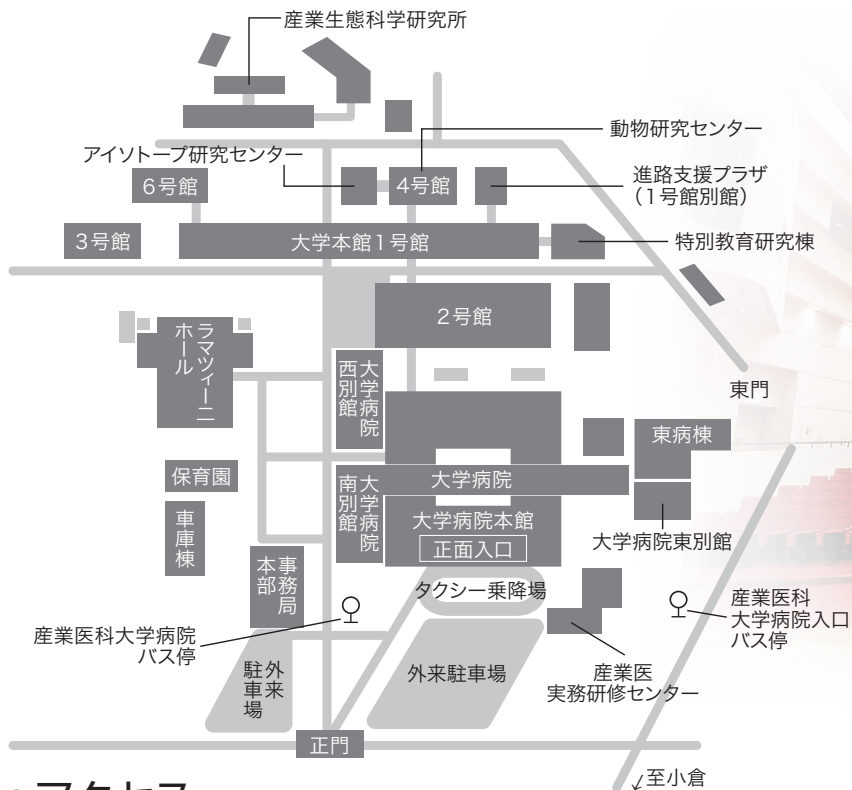 産業生態科学研究所
動物研究センター
アイソトープ研究センター
6号館
4号館
進路支援プラザ
（1号館別館）
3号館
大学本館1号館
特別教育研究棟
2号館
ラマツィーニ
ホール
大学病院
西別館
東門
東病棟
保育園
大学病院
南別館
大学病院
車庫棟
大学病院本館
正面入口
大学病院東別館
事務局
本部
タクシー乗降場
産業医科大学病院
バス停
産業医科
大学病院入口
バス停
外来
駐車場
外来駐車場
産業医
実務研修センター
正門
至小倉